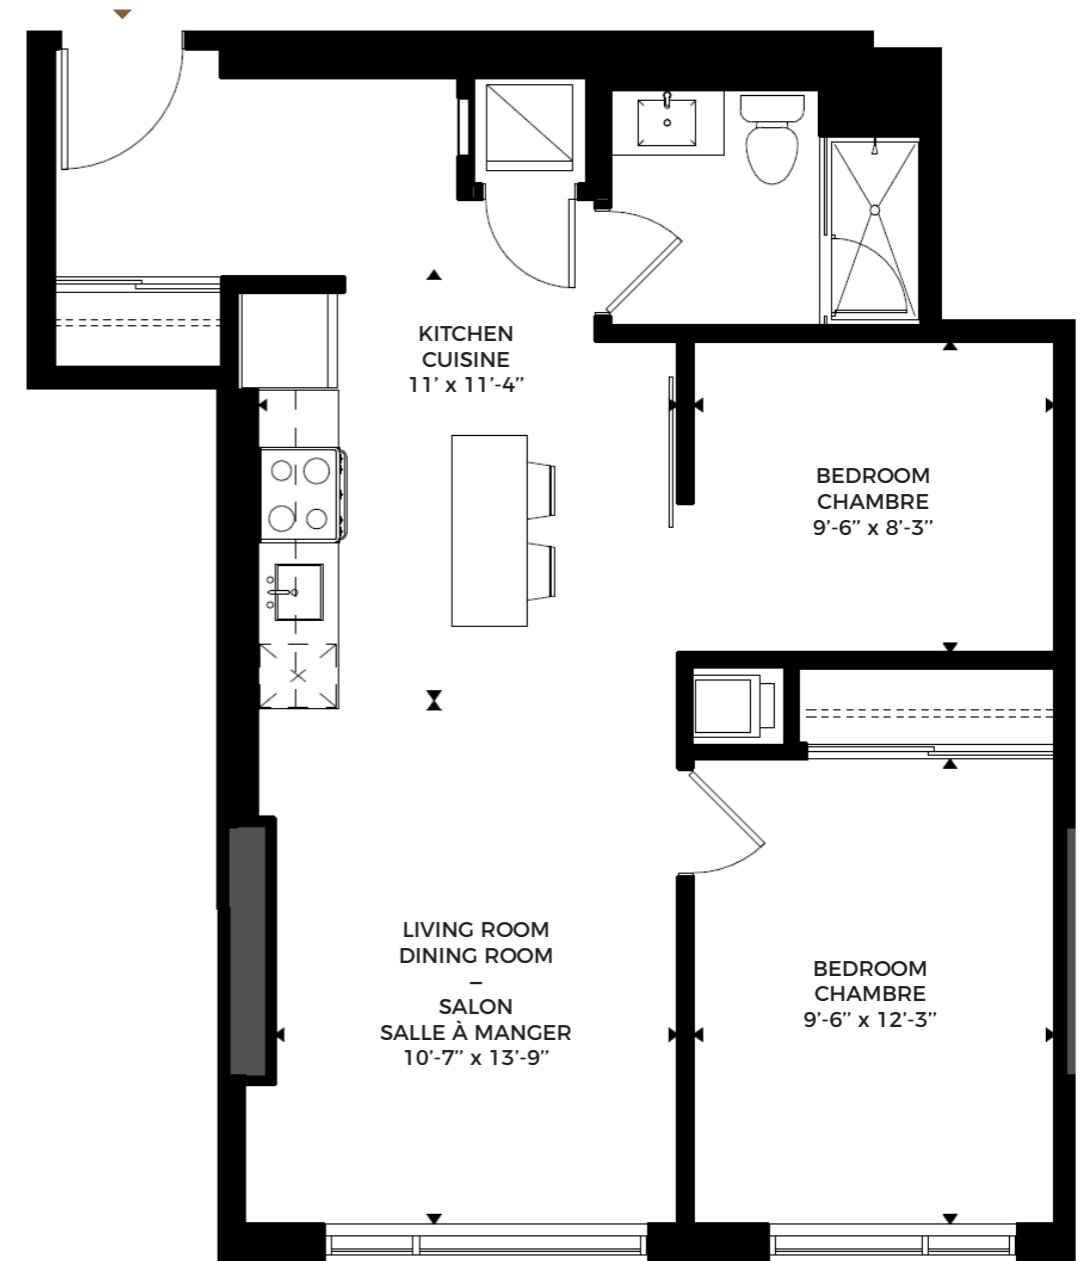 KITCHEN
CUISINE
11’ x 11’-4’’
BEDROOM
CHAMBRE
9’-6’’ x 8’-3’’
LIVING ROOM
DINING ROOM
–
SALON
SALLE À MANGER
10’-7’’ x 13’-9’’
BEDROOM
CHAMBRE
9’-6’’ x 12’-3’’